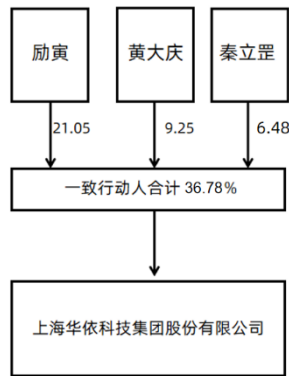 励寅 黄大庆 秦立罡
21.05 9.25 6.48
一致行动人合计 36.78%
上海华依科技集团股份有限公司